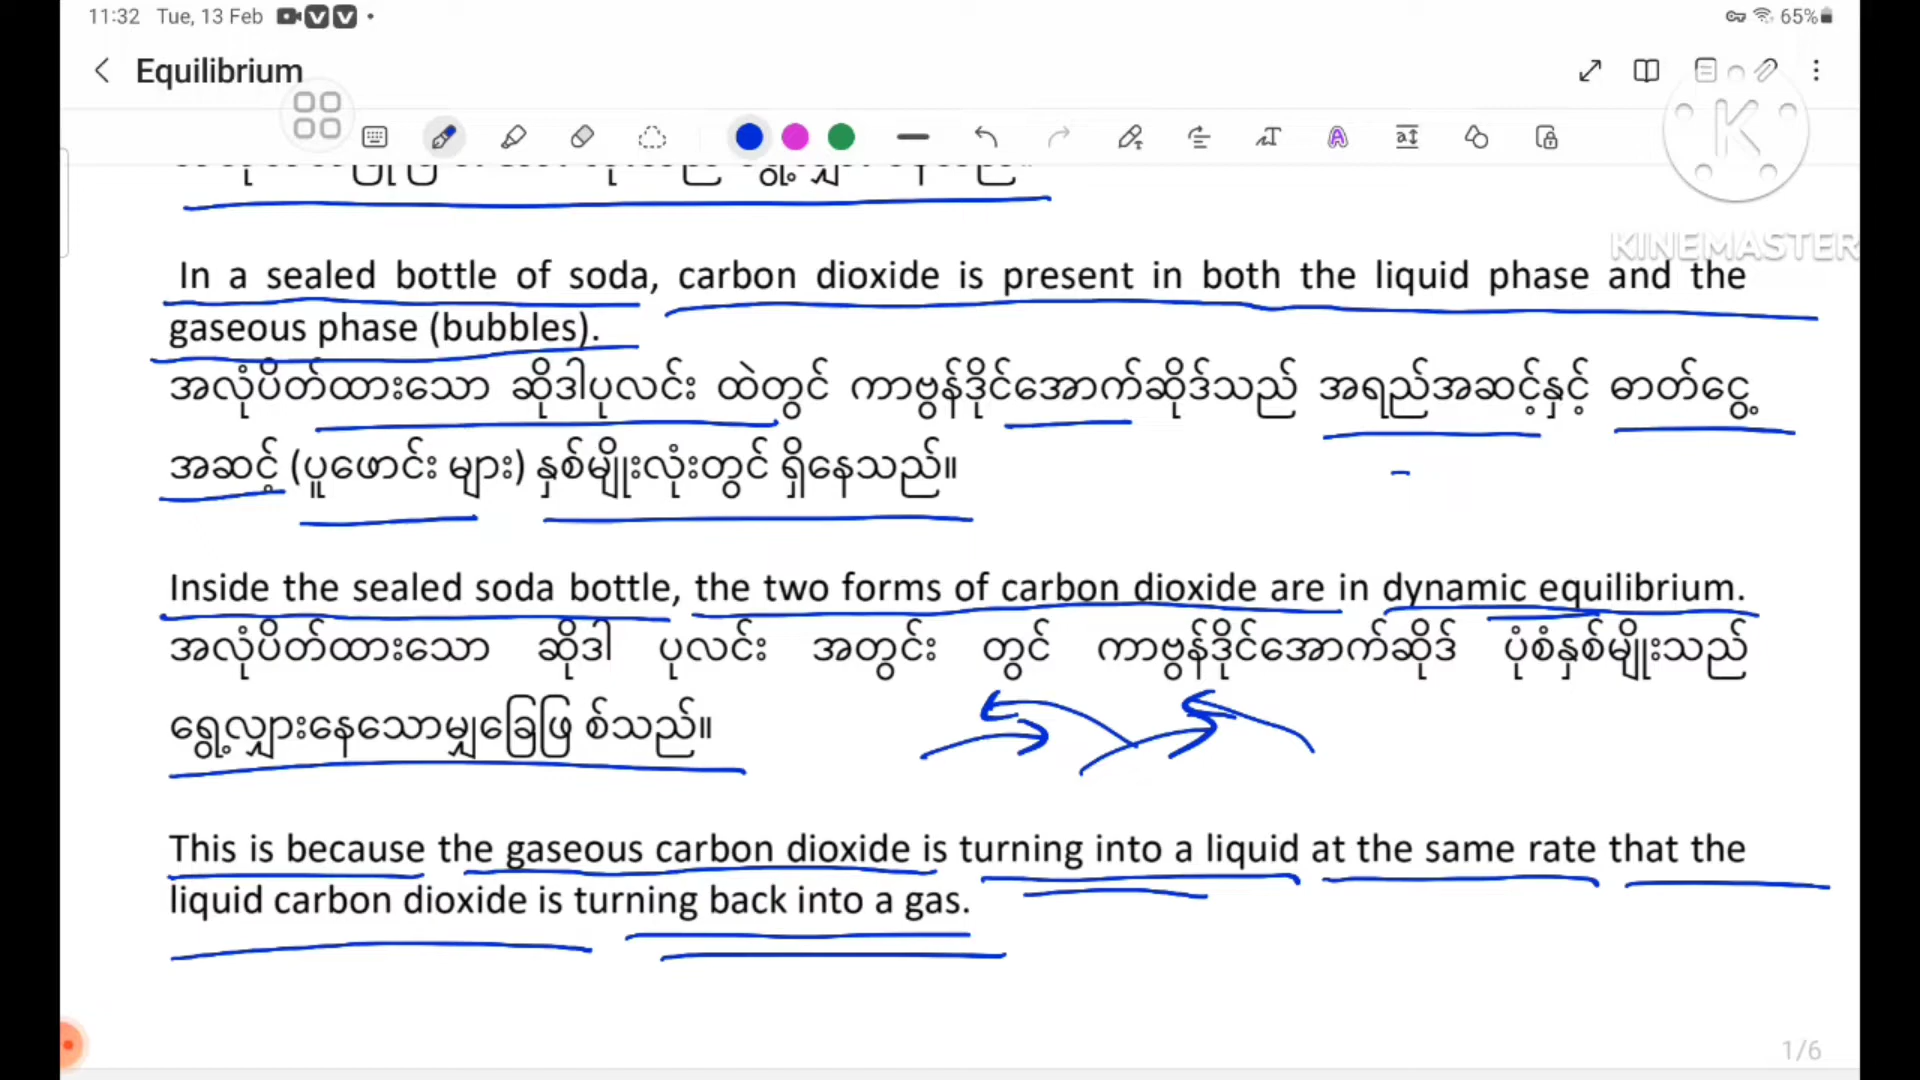 11:32 Tue, 13 Feb
65%
Equilibrium
KINEMASTER
In a sealed bottle of soda, carbon dioxide is present in both the liquid phase and the
gaseous phase (bubbles).
အလုံပိတ်ထားသော ဆိုဒါပုလင်း ထဲတွင် ကာဗွန်ဒိုင်အောက်ဆိုဒ်သည် အရည်အဆင့်နှင့် ဓာတ်ငွေ့
အဆင့် (ပူဖောင်း များ) နှစ်မျိုးလုံးတွင် ရှိနေသည်။
Inside the sealed soda bottle, the two forms of carbon dioxide are in dynamic equilibrium.
အလုံပိတ်ထားသော ဆိုဒါ ပုလင်း အတွင်း တွင် ကာဗွန်ဒိုင်အောက်ဆိုဒ် ပုံစံနှစ်မျိုးသည်
ရွေ့လျှားနေသောမျှခြေဖြ စ်သည်။
This is because the gaseous carbon dioxide is turning into a liquid at the same rate that the
liquid carbon dioxide is turning back into a gas.
1/6